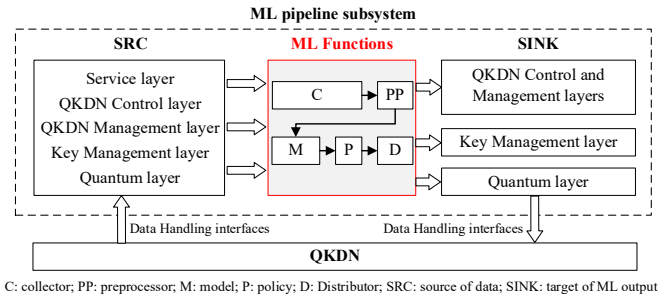 ML pipeline subsystem
SRC
ML Functions
SINK
Service layer
QKDN Control layer
QKDN Management layer
Key Management layer
Quantum layer
C
PP
M
P
D
QKDN Control and
Management layers
Key Management layer
Quantum layer
Data Handling interfaces
Data Handling interfaces
QKDN
C: collector; PP: preprocessor; M: model; P: policy; D: Distributor; SRC: source of data; SINK: target of ML output